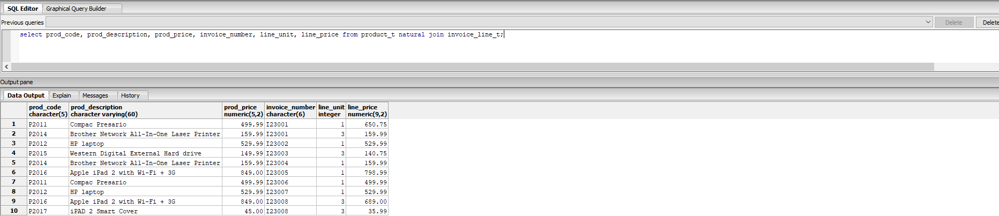 SQL Editor Graphical Query Builder
Previous queries Delete Delete
select prod_code, prod_description, prod_price, invoice_number, line_unit, line_price from product_t natural join invoice_line_t;
Output pane
Data Output Explain Messages History
prod_code prod_description prod_price invoice_number line_unit line_price
character(5) character varying(60) numeric(5,2) character(6) integer numeric(9,2)
1 P2011 Compac Presario 499.99 I23001 1 650.75
2 P2014 Brother Network All-In-One Laser Printer 159.99 I23001 3 159.99
3 P2012 HP laptop 529.99 I23002 1 529.99
4 P2015 Western Digital External Hard drive 149.99 I23003 3 140.75
5 P2014 Brother Network All-In-One Laser Printer 159.99 I23004 1 159.99
6 P2016 Apple iPad 2 with Wi-Fi + 3G 849.00 I23005 1 798.99
7 P2011 Compac Presario 499.99 I23006 1 499.99
8 P2012 HP laptop 529.99 I23007 1 529.99
9 P2016 Apple iPad 2 with Wi-Fi + 3G 849.00 I23008 3 689.00
10 P2017 iPAD 2 Smart Cover 45.00 I23008 3 35.99